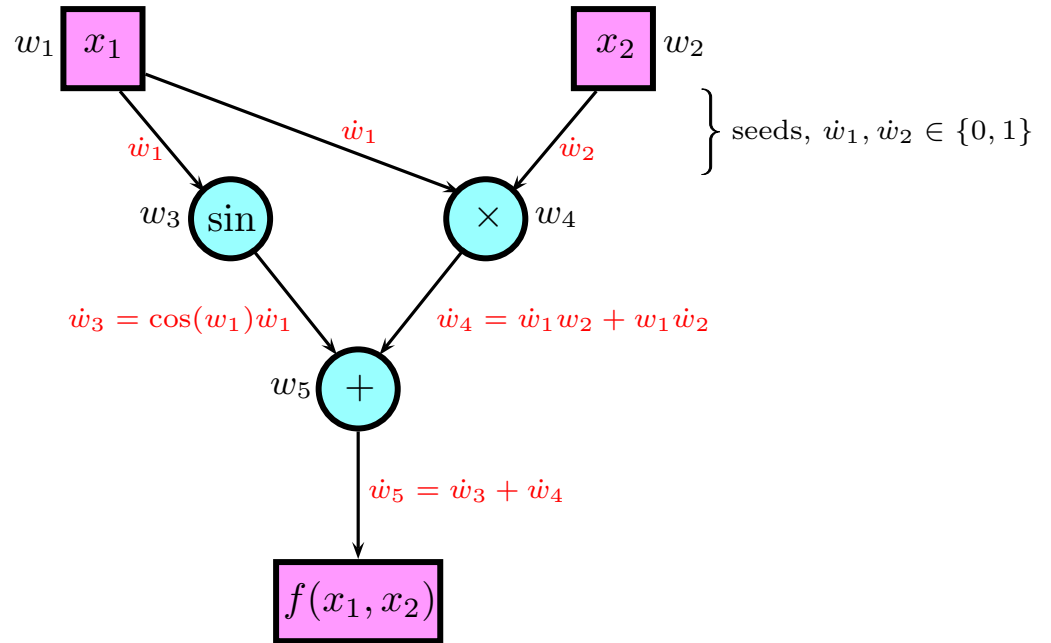 w₁ x₁ x₂ w₂
ẇ₁ ẇ₁ ẇ₂ } seeds, ẇ₁, ẇ₂ ∈ {0, 1}
w₃ sin × w₄
ẇ₃ = cos(w₁)ẇ₁ ẇ₄ = ẇ₁w₂ + w₁ẇ₂
w₅ +
ẇ₅ = ẇ₃ + ẇ₄
f(x₁, x₂)